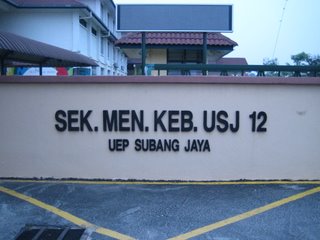 SEK. MEN. KEB. USJ 12
UEP SUBANG JAYA